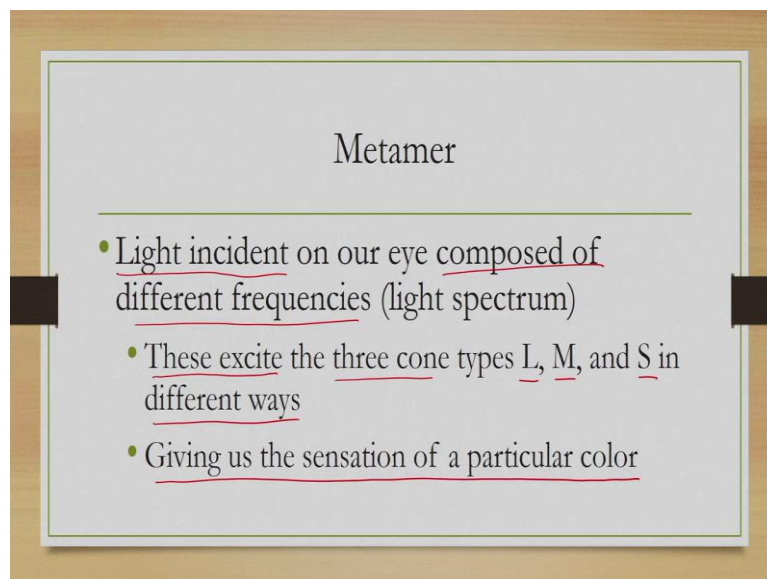 Metamer
• Light incident on our eye composed of
different frequencies (light spectrum)
• These excite the three cone types L, M, and S in
different ways
• Giving us the sensation of a particular color